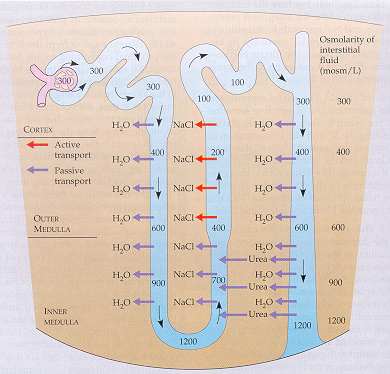 Osmolarity of
interstitial
fluid
(mosm/L)
300
300
300
300
100
100
300
300
CORTEX
Active
transport
Passive
transport
OUTER
MEDULLA
INNER
MEDULLA
H₂O
H₂O
H₂O
H₂O
H₂O
H₂O
H₂O
400
600
900
1200
NaCl
NaCl
NaCl
NaCl
NaCl
NaCl
NaCl
200
400
700
H₂O
H₂O
H₂O
H₂O
H₂O
Urea
H₂O
Urea
H₂O
Urea
400
600
1200
400
600
900
1200